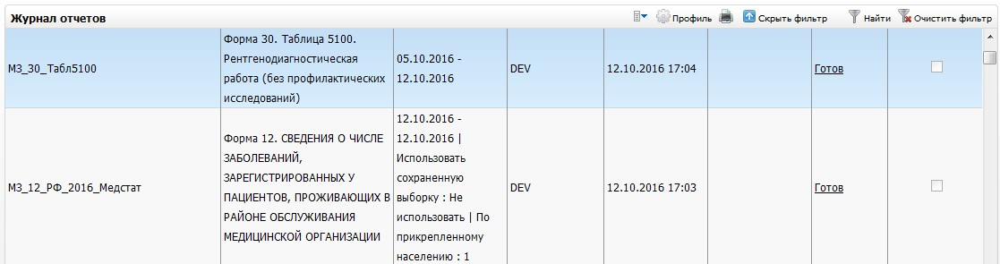 Журнал отчетов
Профиль
Скрыть фильтр
Найти
Очистить фильтр
МЗ_30_Табл5100
Форма 30. Таблица 5100.
Рентгенодиагностическая
работа (без профилактических
исследований)
05.10.2016 -
12.10.2016
DEV
12.10.2016 17:04
Готов
МЗ_12_РФ_2016_Медстат
Форма 12. СВЕДЕНИЯ О ЧИСЛЕ
ЗАБОЛЕВАНИЙ,
ЗАРЕГИСТРИРОВАННЫХ У
ПАЦИЕНТОВ, ПРОЖИВАЮЩИХ В
РАЙОНЕ ОБСЛУЖИВАНИЯ
МЕДИЦИНСКОЙ ОРГАНИЗАЦИИ
12.10.2016 -
12.10.2016 |
Использовать
сохраненную
выборку : Не
использовать | По
прикрепленному
населению : 1
DEV
12.10.2016 17:03
Готов